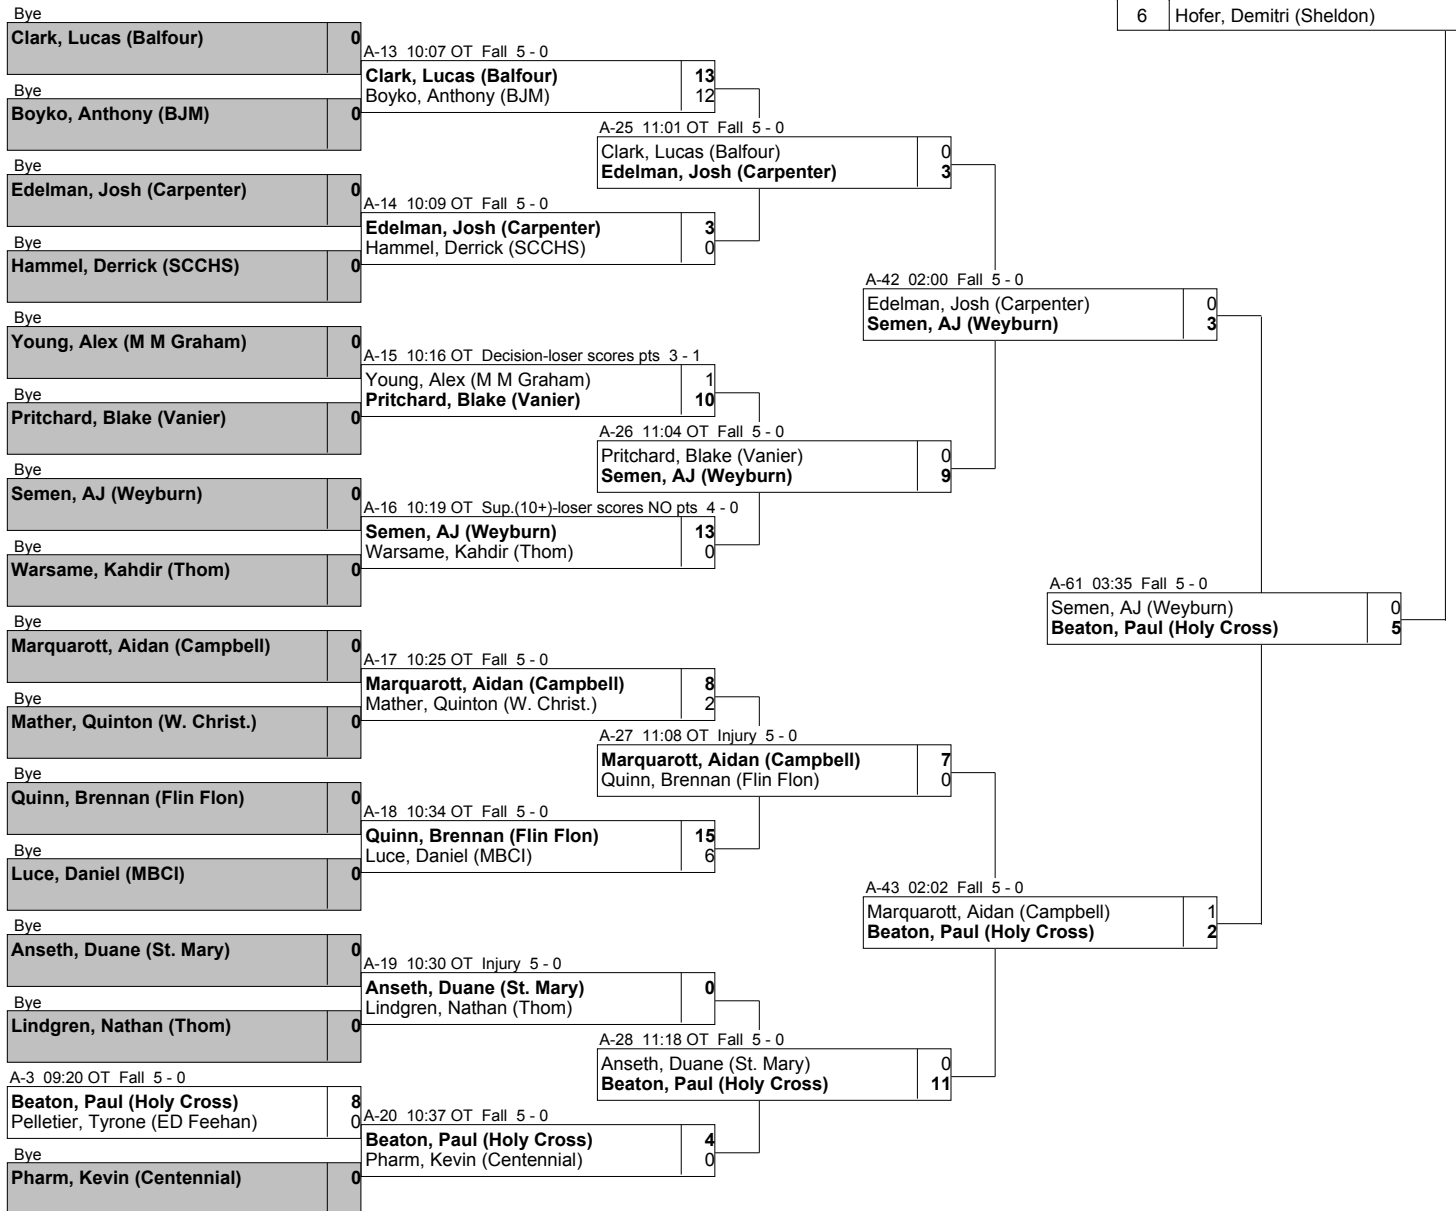 6 Hofer, Demitri (Sheldon)
Bye
Clark, Lucas (Balfour) 0
Bye
Boyko, Anthony (BJM) 0
Bye
Edelman, Josh (Carpenter) 0
Bye
Hammel, Derrick (SCCHS) 0
Bye
Young, Alex (M M Graham) 0
Bye
Pritchard, Blake (Vanier) 0
Bye
Semen, AJ (Weyburn) 0
Bye
Warsame, Kahdir (Thom) 0
Bye
Marquarott, Aidan (Campbell) 0
Bye
Mather, Quinton (W. Christ.) 0
Bye
Quinn, Brennan (Flin Flon) 0
Bye
Luce, Daniel (MBCI) 0
Bye
Anseth, Duane (St. Mary) 0
Bye
Lindgren, Nathan (Thom) 0
A-3 09:20 OT Fall 5 - 0
Beaton, Paul (Holy Cross) 8
Pelletier, Tyrone (ED Feehan) 0
Bye
Pharm, Kevin (Centennial) 0
A-13 10:07 OT Fall 5 - 0
Clark, Lucas (Balfour) 13
Boyko, Anthony (BJM) 12
A-14 10:09 OT Fall 5 - 0
Edelman, Josh (Carpenter) 3
Hammel, Derrick (SCCHS) 0
A-15 10:16 OT Decision-loser scores pts 3 - 1
Young, Alex (M M Graham) 1
Pritchard, Blake (Vanier) 10
A-16 10:19 OT Sup.(10+)-loser scores NO pts 4 - 0
Semen, AJ (Weyburn) 13
Warsame, Kahdir (Thom) 0
A-17 10:25 OT Fall 5 - 0
Marquarott, Aidan (Campbell) 8
Mather, Quinton (W. Christ.) 2
A-18 10:34 OT Fall 5 - 0
Quinn, Brennan (Flin Flon) 15
Luce, Daniel (MBCI) 6
A-19 10:30 OT Injury 5 - 0
Anseth, Duane (St. Mary) 0
Lindgren, Nathan (Thom)
A-20 10:37 OT Fall 5 - 0
Beaton, Paul (Holy Cross) 4
Pharm, Kevin (Centennial) 0
A-25 11:01 OT Fall 5 - 0
Clark, Lucas (Balfour) 0
Edelman, Josh (Carpenter) 3
A-26 11:04 OT Fall 5 - 0
Pritchard, Blake (Vanier) 0
Semen, AJ (Weyburn) 9
A-27 11:08 OT Injury 5 - 0
Marquarott, Aidan (Campbell) 7
Quinn, Brennan (Flin Flon) 0
A-28 11:18 OT Fall 5 - 0
Anseth, Duane (St. Mary) 0
Beaton, Paul (Holy Cross) 11
A-42 02:00 Fall 5 - 0
Edelman, Josh (Carpenter) 0
Semen, AJ (Weyburn) 3
A-43 02:02 Fall 5 - 0
Marquarott, Aidan (Campbell) 1
Beaton, Paul (Holy Cross) 2
A-61 03:35 Fall 5 - 0
Semen, AJ (Weyburn) 0
Beaton, Paul (Holy Cross) 5